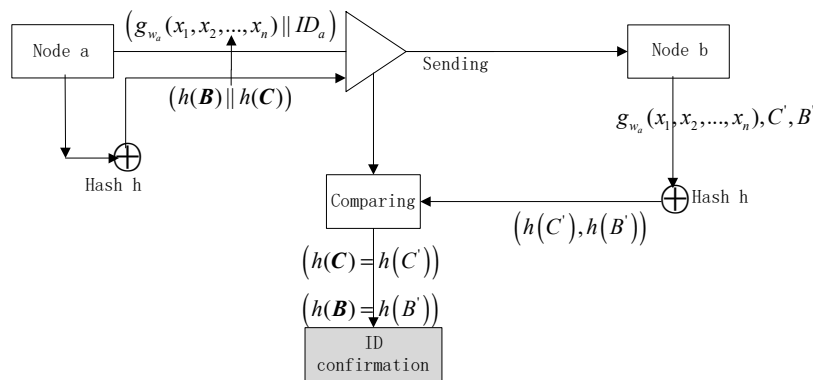 (g_{w_a}(x_1, x_2, ..., x_n) || ID_a)
Node a
Node b
Sending
(h(B) || h(C))
g_{w_a}(x_1, x_2, ..., x_n), C', B'
Hash h
Hash h
Comparing
(h(C'), h(B'))
(h(C) = h(C'))
(h(B) = h(B'))
ID
confirmation